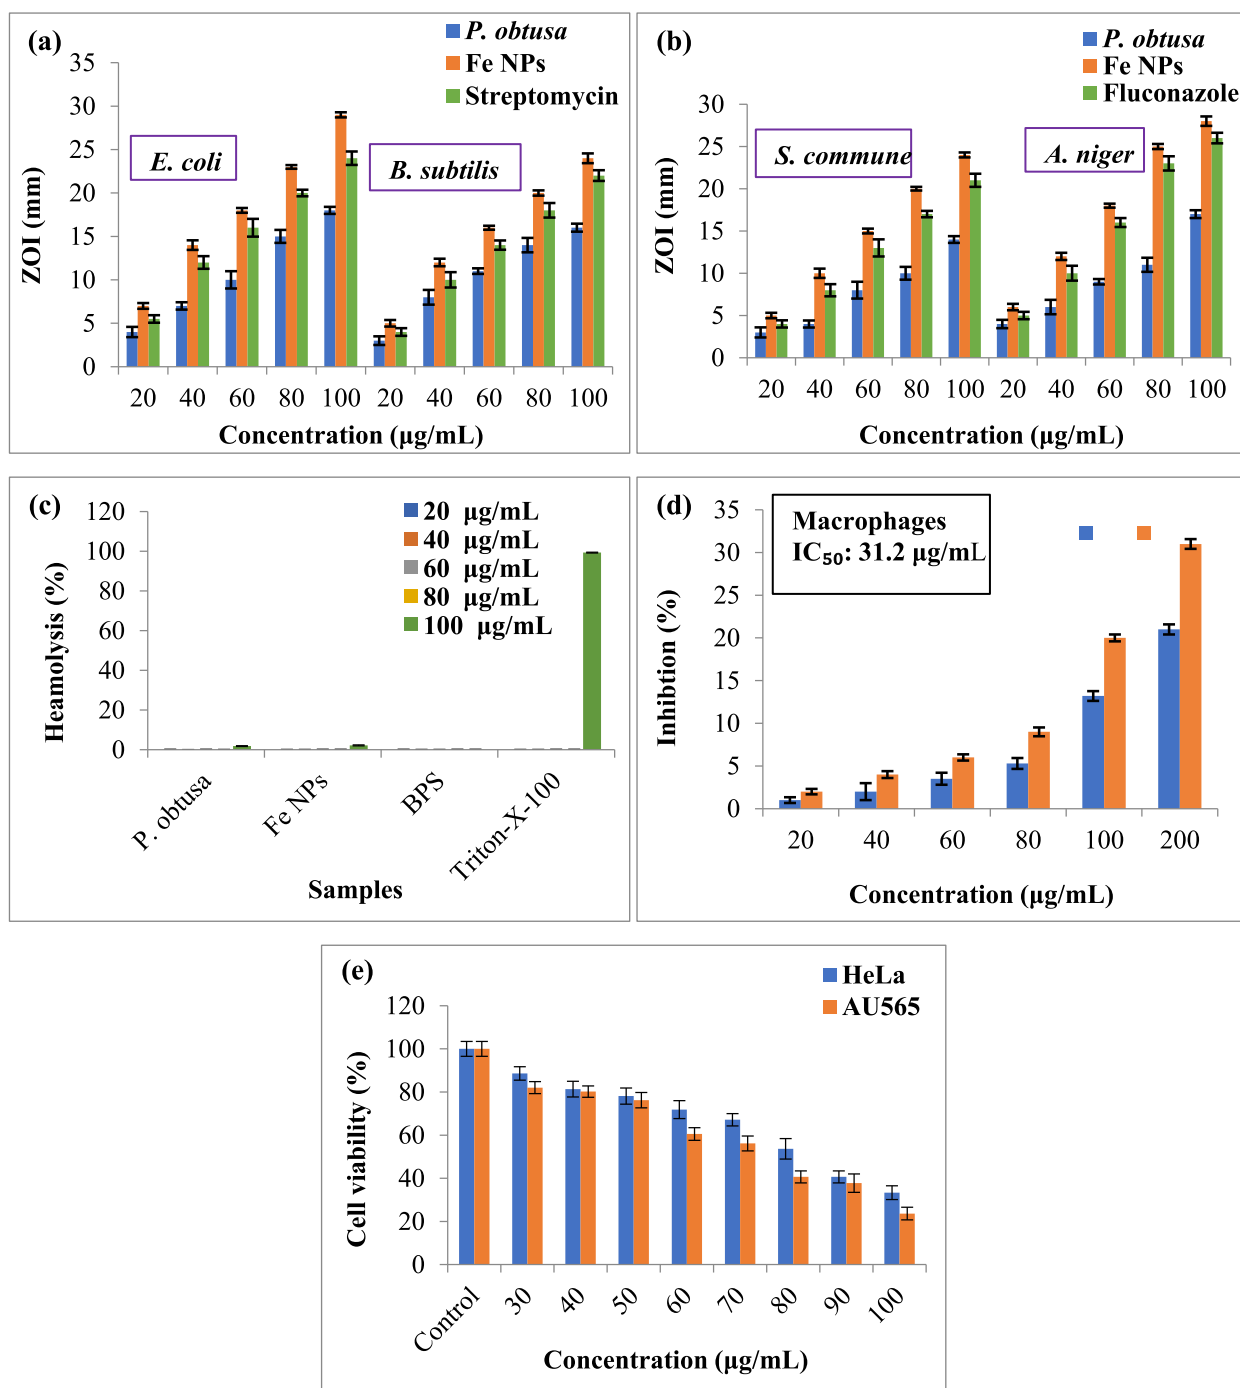 (a)
P. obtusa
Fe NPs
Streptomycin
35
30
25
20
15
10
5
0
ZOI (mm)
E. coli
B. subtilis
20 40 60 80 100 20 40 60 80 100
Concentration (µg/mL)
(b)
P. obtusa
Fe NPs
Fluconazole
30
25
20
15
10
5
0
ZOI (mm)
S. commune
A. niger
20 40 60 80 100 20 40 60 80 100
Concentration (µg/mL)
(c)
20 µg/mL
40 µg/mL
60 µg/mL
80 µg/mL
100 µg/mL
120
100
80
60
40
20
0
Heamolysis (%)
P. obtusa
Fe NPs
BPS
Triton-X-100
Samples
(d)
Macrophages
IC₅₀: 31.2 µg/mL
35
30
25
20
15
10
5
0
Inhibtion (%)
20 40 60 80 100 200
Concentration (µg/mL)
(e)
HeLa
AU565
120
100
80
60
40
20
0
Cell viability (%)
Control 30 40 50 60 70 80 90 100
Concentration (µg/mL)